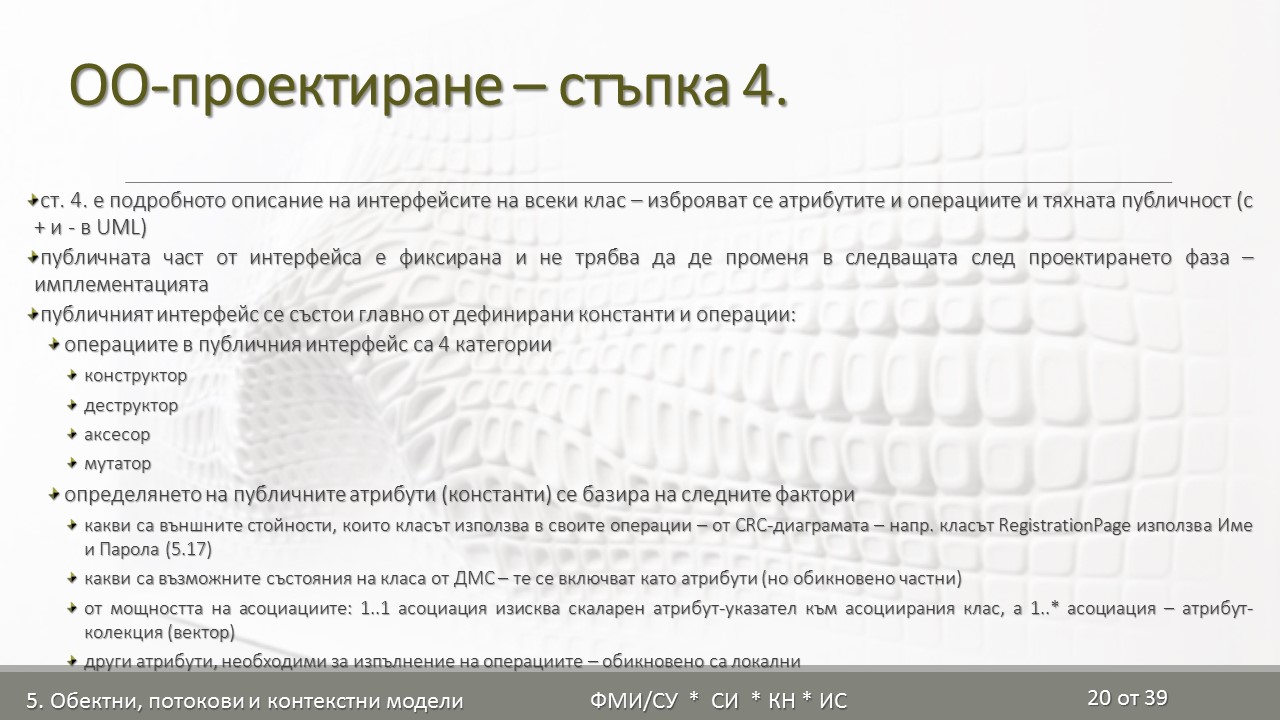 ОО-проектиране – стъпка 4.
ст. 4. е подробното описание на интерфейсите на всеки клас – изброяват се атрибутите и операциите и тяхната публичност (с
+ и - в UML)
публичната част от интерфейса е фиксирана и не трябва да де променя в следващата след проектирането фаза –
имплементацията
публичният интерфейс се състои главно от дефинирани константи и операции:
операциите в публичния интерфейс са 4 категории
конструктор
деструктор
аксесор
мутатор
определянето на публичните атрибути (константи) се базира на следните фактори
какви са външните стойности, които класът използва в своите операции – от CRC-диаграмата – напр. класът RegistrationPage използва Име
и Парола (5.17)
какви са възможните състояния на класа от ДМС – те се включват като атрибути (но обикновено частни)
от мощността на асоциациите: 1..1 асоциация изисква скаларен атрибут-указател към асоциирания клас, а 1..* асоциация – атрибут-
колекция (вектор)
други атрибути, необходими за изпълнение на операциите – обикновено са локални
5. Обектни, потокови и контекстни модели ФМИ/СУ * СИ * КН * ИС 20 от 39